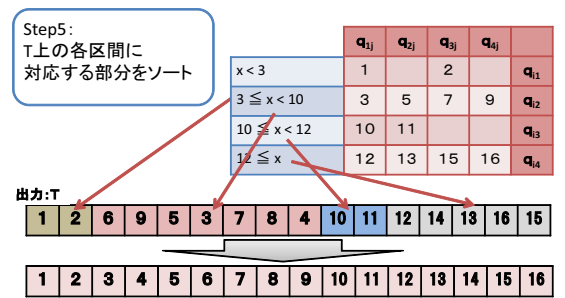 Step5:
T上の各区間に
対応する部分をソート
q1j q2j q3j q4j
x < 3 1 2 qi1
3 ≦ x < 10 3 5 7 9 qi2
10 ≦ x < 12 10 11 qi3
12 ≦ x 12 13 15 16 qi4
出力:T
1 2 6 9 5 3 7 8 4 10 11 12 14 13 16 15
1 2 3 4 5 6 7 8 9 10 11 12 13 14 15 16